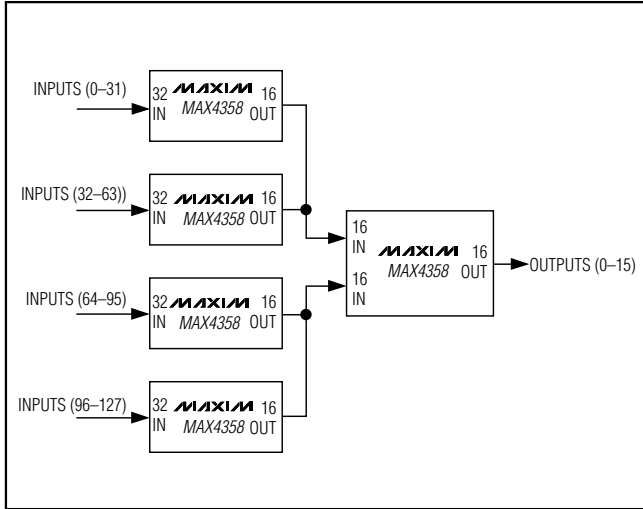 INPUTS (0–31)
32 MAXIM 16
IN MAX4358 OUT
INPUTS (32–63))
32 MAXIM 16
IN MAX4358 OUT
16
IN
MAXIM 16
MAX4358 OUT
16
IN
OUTPUTS (0–15)
INPUTS (64–95)
32 MAXIM 16
IN MAX4358 OUT
INPUTS (96–127)
32 MAXIM 16
IN MAX4358 OUT